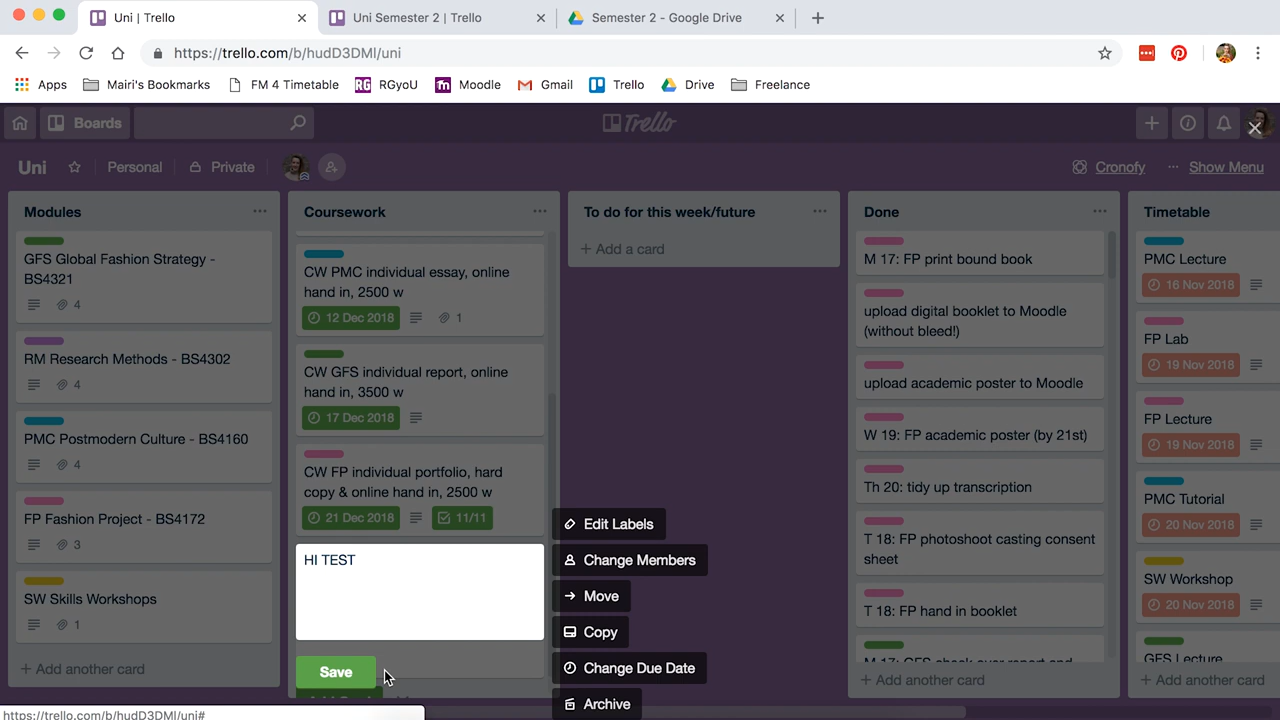 Uni | Trello
Uni Semester 2 | Trello
Semester 2 - Google Drive
https://trello.com/b/hudD3DMl/uni
Apps
Mairi's Bookmarks
FM 4 Timetable
RG RGyoU
Moodle
Gmail
Trello
Drive
Freelance
Boards
Trello
Uni
Personal
Private
Cronofy
Show Menu
Modules
GFS Global Fashion Strategy -
BS4321
4
RM Research Methods - BS4302
4
PMC Postmodern Culture - BS4160
4
FP Fashion Project - BS4172
3
SW Skills Workshops
1
+ Add another card
Coursework
CW PMC individual essay, online
hand in, 2500 w
12 Dec 2018
1
CW GFS individual report, online
hand in, 3500 w
17 Dec 2018
CW FP individual portfolio, hard
copy & online hand in, 2500 w
21 Dec 2018
11/11
HI TEST
Save
Edit Labels
Change Members
Move
Copy
Change Due Date
Archive
To do for this week/future
+ Add a card
Done
M 17: FP print bound book
upload digital booklet to Moodle
(without bleed!)
upload academic poster to Moodle
W 19: FP academic poster (by 21st)
Th 20: tidy up transcription
T 18: FP photoshoot casting consent
sheet
T 18: FP hand in booklet
M 17: GFS check over report and
+ Add another card
Timetable
PMC Lecture
16 Nov 2018
FP Lab
19 Nov 2018
FP Lecture
19 Nov 2018
PMC Tutorial
20 Nov 2018
SW Workshop
20 Nov 2018
GFS Lecture
+ Add another card
https://trello.com/b/hudD3DMl/uni#